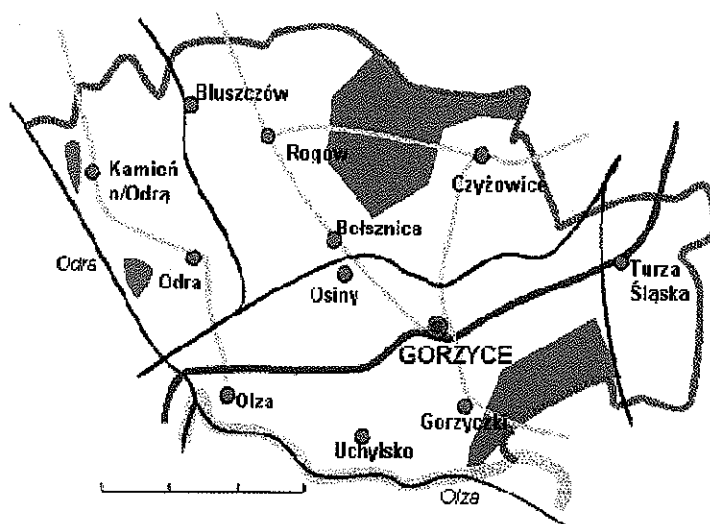 Bluszczów
Rogów
Kamień
n/Odrą
Czyżowice
Bełsznica
Odra
Odra
Osiny
Turza
Śląska
GORZYCE
Olza
Gorzyczki
Uchylsko
Olza